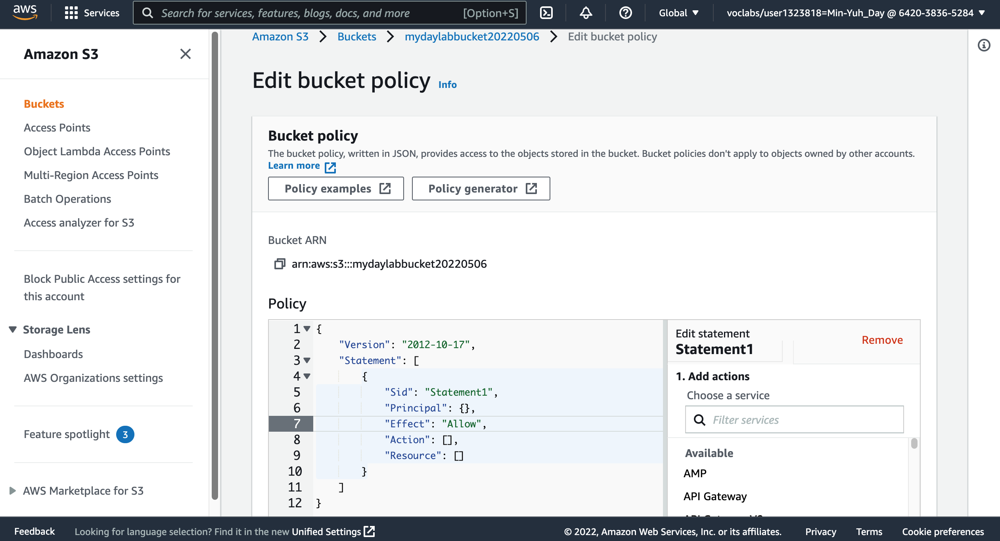 aws
Services
Search for services, features, blogs, docs, and more
[Option+S]
Global
voclabs/user1323818=Min-Yuh_Day @ 6420-3836-5284
Amazon S3
Buckets
Access Points
Object Lambda Access Points
Multi-Region Access Points
Batch Operations
Access analyzer for S3
Block Public Access settings for
this account
Storage Lens
Dashboards
AWS Organizations settings
Feature spotlight 3
AWS Marketplace for S3
Amazon S3 > Buckets > mydaylabbucket20220506 > Edit bucket policy
Edit bucket policy Info
Bucket policy
The bucket policy, written in JSON, provides access to the objects stored in the bucket. Bucket policies don't apply to objects owned by other accounts.
Learn more
Policy examples
Policy generator
Bucket ARN
arn:aws:s3:::mydaylabbucket20220506
Policy
1 {
2 "Version": "2012-10-17",
3 "Statement": [
4 {
5 "Sid": "Statement1",
6 "Principal": {},
7 "Effect": "Allow",
8 "Action": [],
9 "Resource": []
10 }
11 ]
12 }
Edit statement
Statement1
Remove
1. Add actions
Choose a service
Filter services
Available
AMP
API Gateway
Feedback
Looking for language selection? Find it in the new Unified Settings
© 2022, Amazon Web Services, Inc. or its affiliates.
Privacy
Terms
Cookie preferences